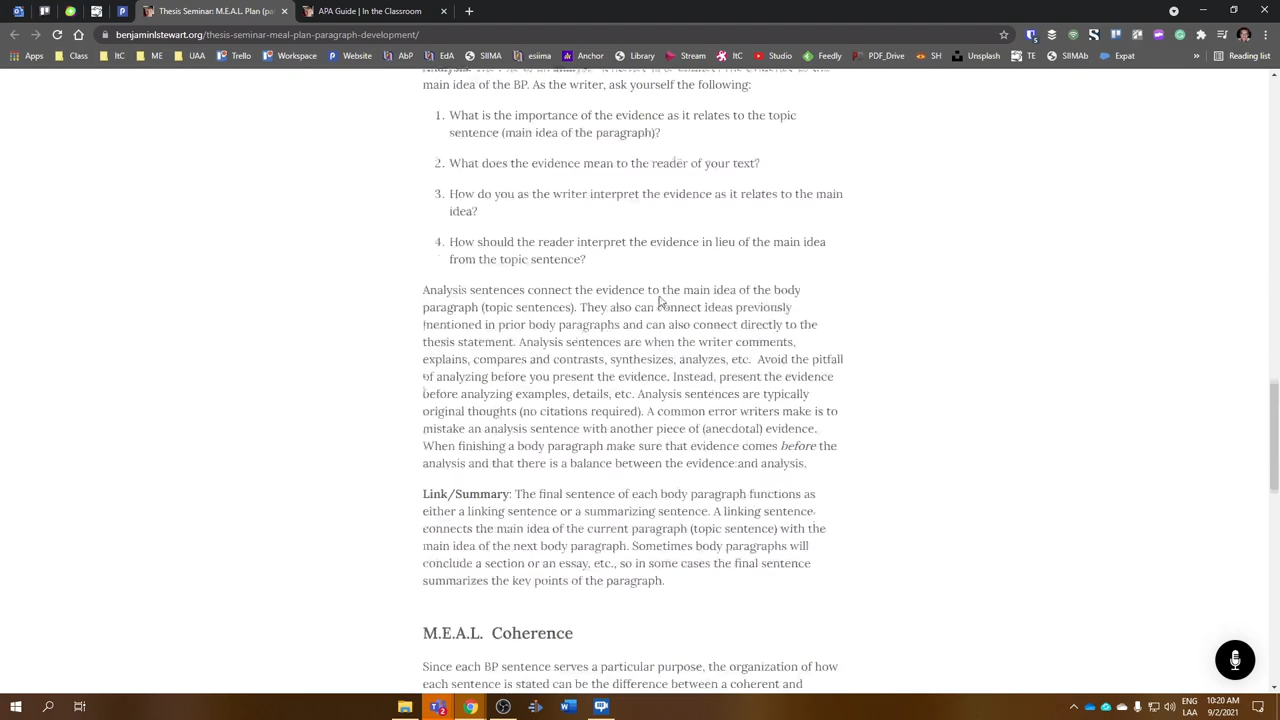 Thesis Seminar: M.E.A.L. Plan (pa
APA Guide | In the Classroom
benjaminlstewart.org/thesis-seminar-meal-plan-paragraph-development/
Apps Class ItC ME UAA Trello Workspace AbP EdA SIIMA esiima Anchor Library Stream ItC Studio Feedly PDF_Drive SH Unsplash TE SIIMAb Expat » Reading list
main idea of the BP. As the writer, ask yourself the following:
1. What is the importance of the evidence as it relates to the topic
sentence (main idea of the paragraph)?
2. What does the evidence mean to the reader of your text?
3. How do you as the writer interpret the evidence as it relates to the main
idea?
4. How should the reader interpret the evidence in lieu of the main idea
from the topic sentence?
Analysis sentences connect the evidence to the main idea of the body
paragraph (topic sentences). They also can connect ideas previously
mentioned in prior body paragraphs and can also connect directly to the
thesis statement. Analysis sentences are when the writer comments,
explains, compares and contrasts, synthesizes, analyzes, etc. Avoid the pitfall
of analyzing before you present the evidence. Instead, present the evidence
before analyzing examples, details, etc. Analysis sentences are typically
original thoughts (no citations required). A common error writers make is to
mistake an analysis sentence with another piece of (anecdotal) evidence.
When finishing a body paragraph make sure that evidence comes before the
analysis and that there is a balance between the evidence and analysis.
Link/Summary: The final sentence of each body paragraph functions as
either a linking sentence or a summarizing sentence. A linking sentence
connects the main idea of the current paragraph (topic sentence) with the
main idea of the next body paragraph. Sometimes body paragraphs will
conclude a section or an essay, etc., so in some cases the final sentence
summarizes the key points of the paragraph.
M.E.A.L. Coherence
Since each BP sentence serves a particular purpose, the organization of how
each sentence is stated can be the difference between a coherent and
ENG
LAA
10:20 AM
9/2/2021